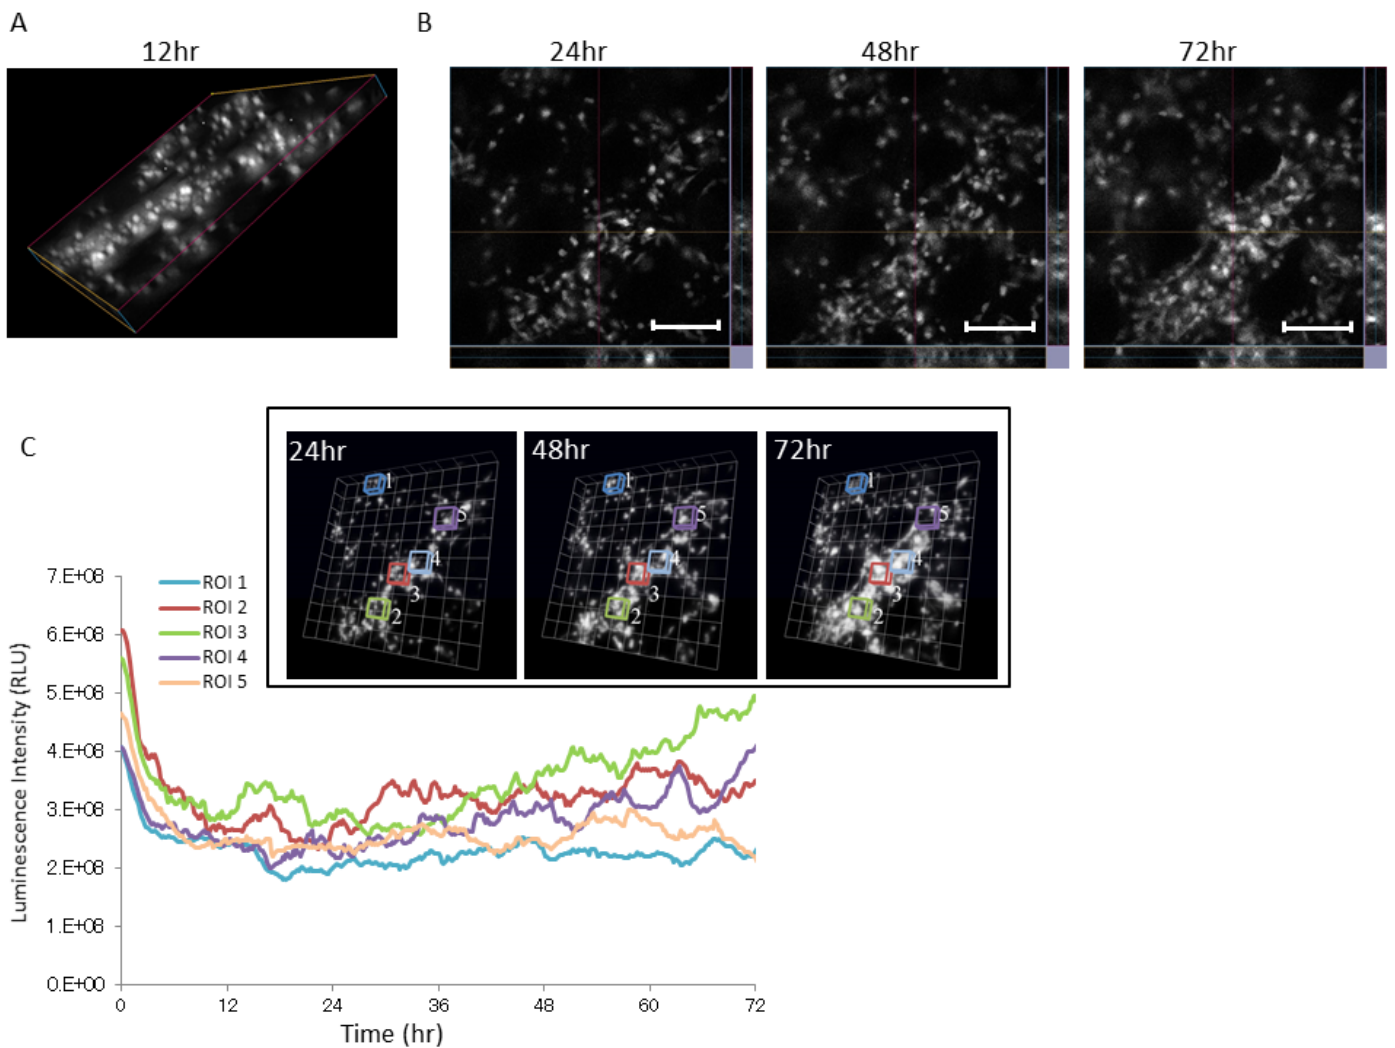 A
B
12hr
24hr
48hr
72hr
C
24hr
48hr
72hr
1
5
4
3
2
1
5
4
3
2
1
5
4
3
2
ROI 1
ROI 2
ROI 3
ROI 4
ROI 5
Luminescence Intensity (RLU)
7.E+08
6.E+08
5.E+08
4.E+08
3.E+08
2.E+08
1.E+08
0.E+00
0 12 24 36 48 60 72
Time (hr)